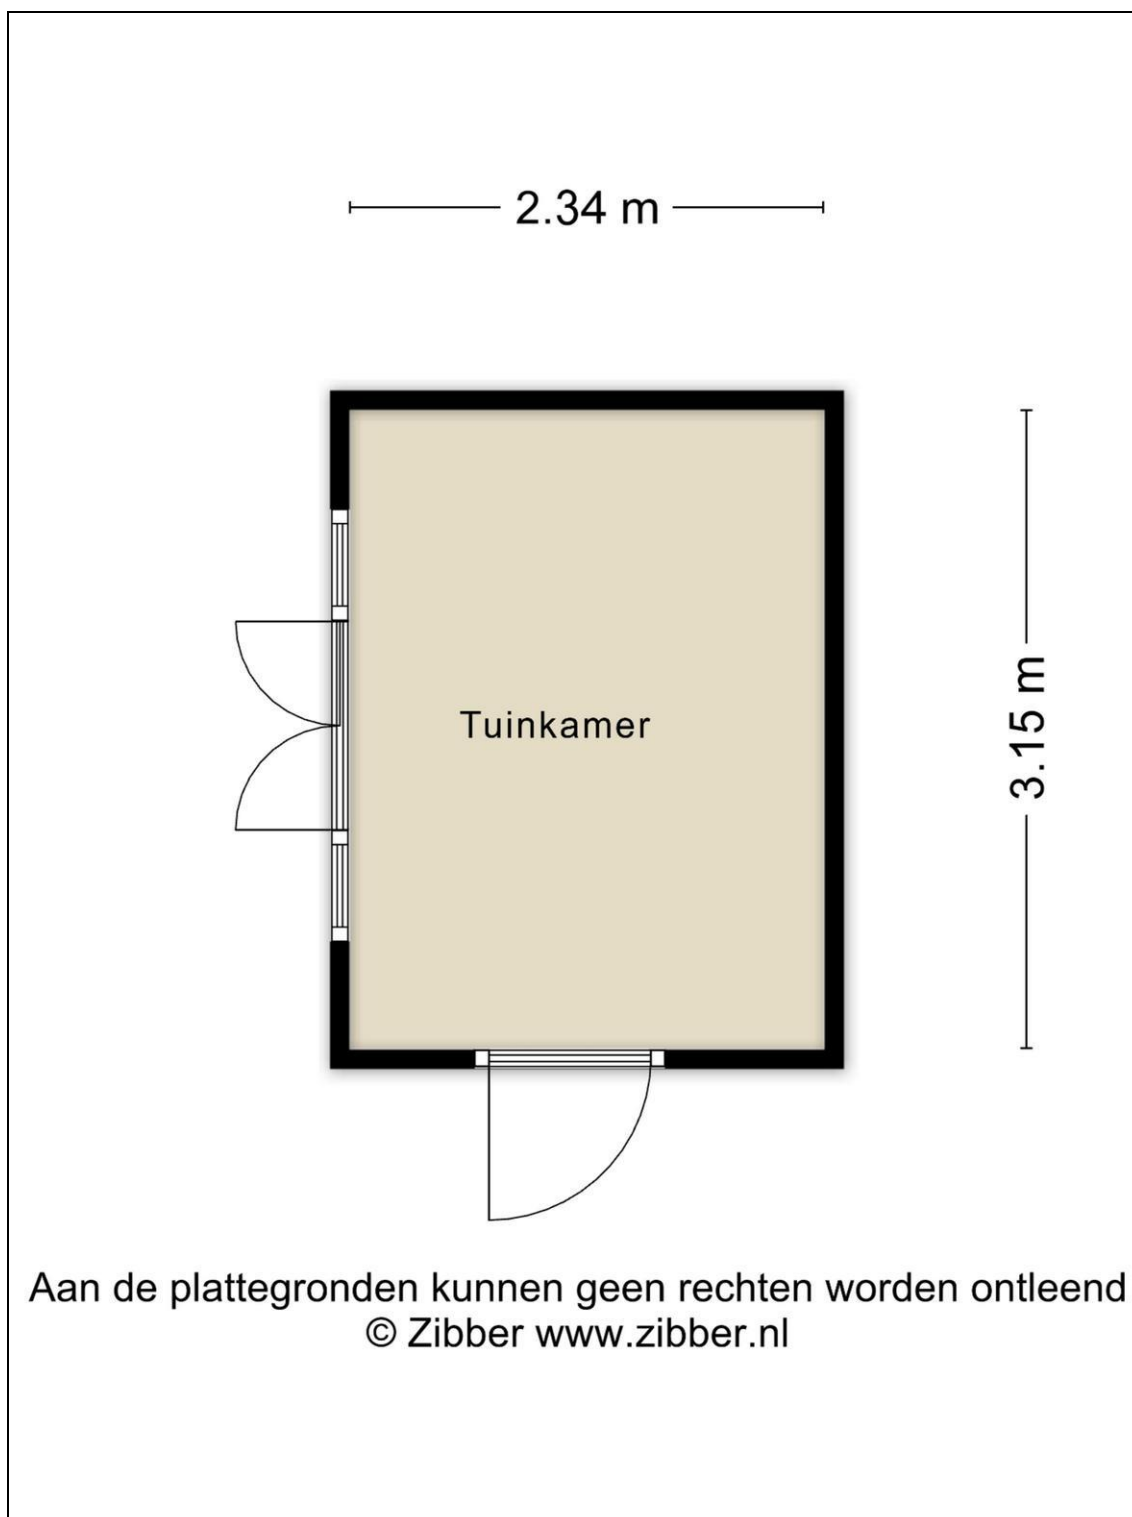 2.34 m
3.15 m
Tuinkamer
Aan de plattegronden kunnen geen rechten worden ontleend
© Zibber www.zibber.nl